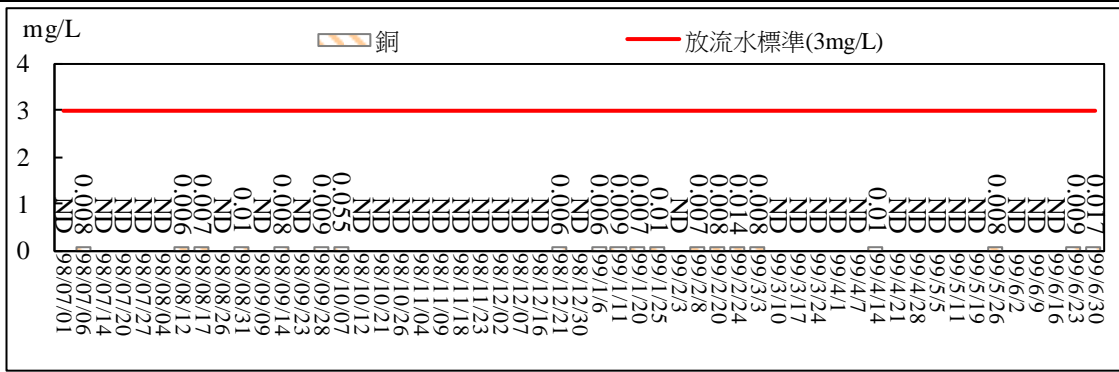 mg/L
銅
放流水標準(3mg/L)
4
3
2
1
0
ND
0.008
ND
ND
ND
ND
0.006
0.007
ND
0.01
ND
0.008
ND
0.009
0.055
ND
ND
ND
ND
ND
ND
ND
ND
ND
ND
0.006
ND
0.006
0.009
0.007
0.01
ND
0.007
0.008
0.014
0.008
ND
ND
ND
ND
ND
0.01
ND
ND
ND
ND
ND
0.008
ND
ND
ND
0.009
0.017
98/07/01
98/07/06
98/07/14
98/07/20
98/07/27
98/08/04
98/08/12
98/08/17
98/08/26
98/08/31
98/09/09
98/09/14
98/09/23
98/09/28
98/10/07
98/10/12
98/10/21
98/10/26
98/11/04
98/11/09
98/11/18
98/11/23
98/12/02
98/12/07
98/12/16
98/12/21
98/12/30
99/1/6
99/1/11
99/1/20
99/1/25
99/2/3
99/2/8
99/2/20
99/2/24
99/3/3
99/3/10
99/3/17
99/3/24
99/4/1
99/4/7
99/4/14
99/4/21
99/4/28
99/5/5
99/5/11
99/5/19
99/5/26
99/6/2
99/6/9
99/6/16
99/6/23
99/6/30